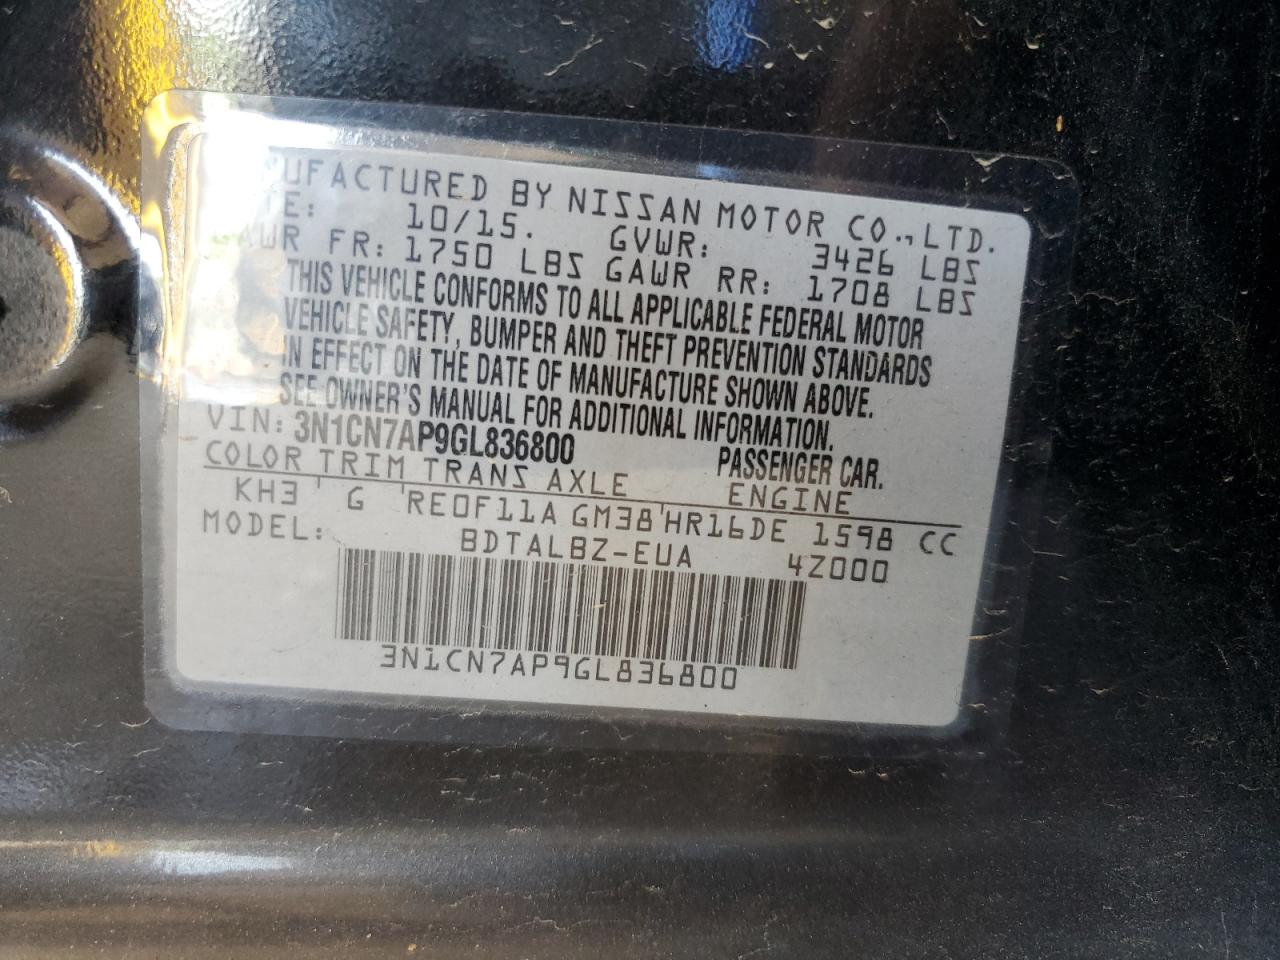 UFACTURED BY NISSAN MOTOR CO., LTD.
TE: 10/15. GVWR: 3426 LBS
WR FR: 1750 LBS GAWR RR: 1708 LBS
THIS VEHICLE CONFORMS TO ALL APPLICABLE FEDERAL MOTOR
VEHICLE SAFETY, BUMPER AND THEFT PREVENTION STANDARDS
IN EFFECT ON THE DATE OF MANUFACTURE SHOWN ABOVE.
SEE OWNER'S MANUAL FOR ADDITIONAL INFORMATION.
VIN: 3N1CN7AP9GL836800 PASSENGER CAR.
COLOR TRIM TRANS AXLE ENGINE
KH3 ' G 'RE0F11A GM38'HR16DE 1598 CC
MODEL: BDTALBZ-EUA 4Z000
3N1CN7AP9GL836800